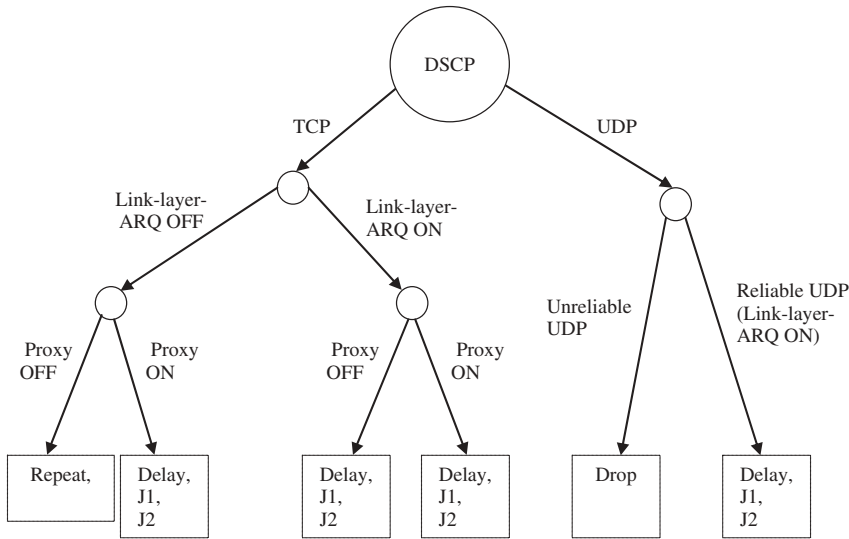 DSCP
TCP
UDP
Link-layer-
ARQ OFF
Link-layer-
ARQ ON
Unreliable
UDP
Reliable UDP
(Link-layer-
ARQ ON)
Proxy
OFF
Proxy
ON
Proxy
OFF
Proxy
ON
Repeat,
Delay,
J1,
J2
Delay,
J1,
J2
Delay,
J1,
J2
Drop
Delay,
J1,
J2